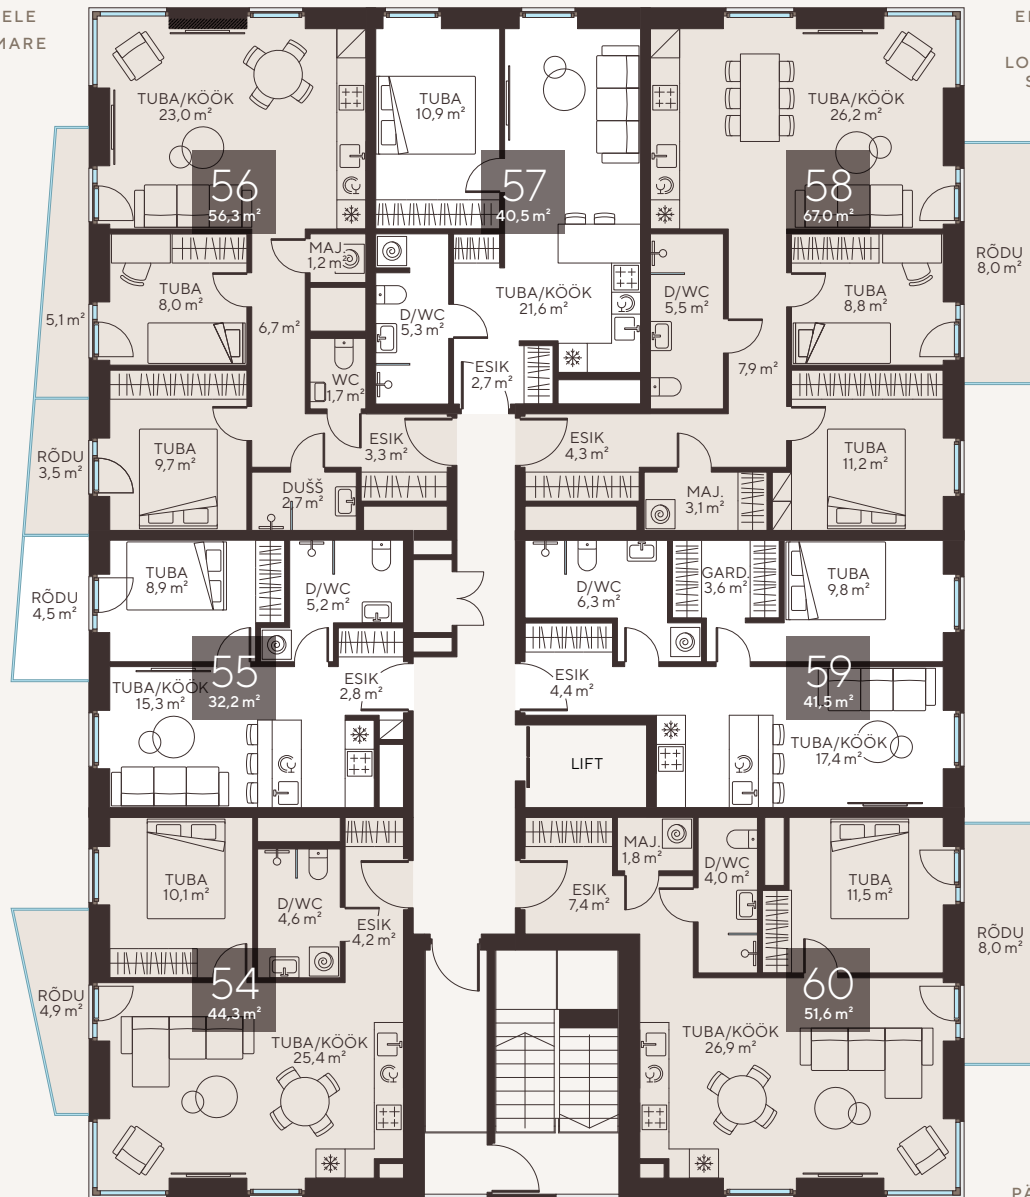 ELE
MARE
TUBA/KÖÖK
23,0 m²
56
56,3 m²
MAJ.
1,2 m²
TUBA
8,0 m²
6,7 m²
5,1 m²
WC
1,7 m²
RÕDU
3,5 m²
TUBA
9,7 m²
DUŠŠ
2,7 m²
ESIK
3,3 m²
TUBA
10,9 m²
57
40,5 m²
D/WC
5,3 m²
TUBA/KÖÖK
21,6 m²
ESIK
2,7 m²
TUBA/KÖÖK
26,2 m²
58
67,0 m²
D/WC
5,5 m²
TUBA
8,8 m²
7,9 m²
RÕDU
8,0 m²
ESIK
4,3 m²
MAJ.
3,1 m²
TUBA
11,2 m²
RÕDU
4,5 m²
TUBA
8,9 m²
D/WC
5,2 m²
55
32,2 m²
TUBA/KÖÖK
15,3 m²
ESIK
2,8 m²
D/WC
6,3 m²
GARD.
3,6 m²
TUBA
9,8 m²
ESIK
4,4 m²
59
41,5 m²
LIFT
TUBA/KÖÖK
17,4 m²
TUBA
10,1 m²
D/WC
4,6 m²
ESIK
4,2 m²
54
44,3 m²
RÕDU
4,9 m²
TUBA/KÖÖK
25,4 m²
MAJ.
1,8 m²
D/WC
4,0 m²
ESIK
7,4 m²
TUBA
11,5 m²
60
51,6 m²
RÕDU
8,0 m²
TUBA/KÖÖK
26,9 m²